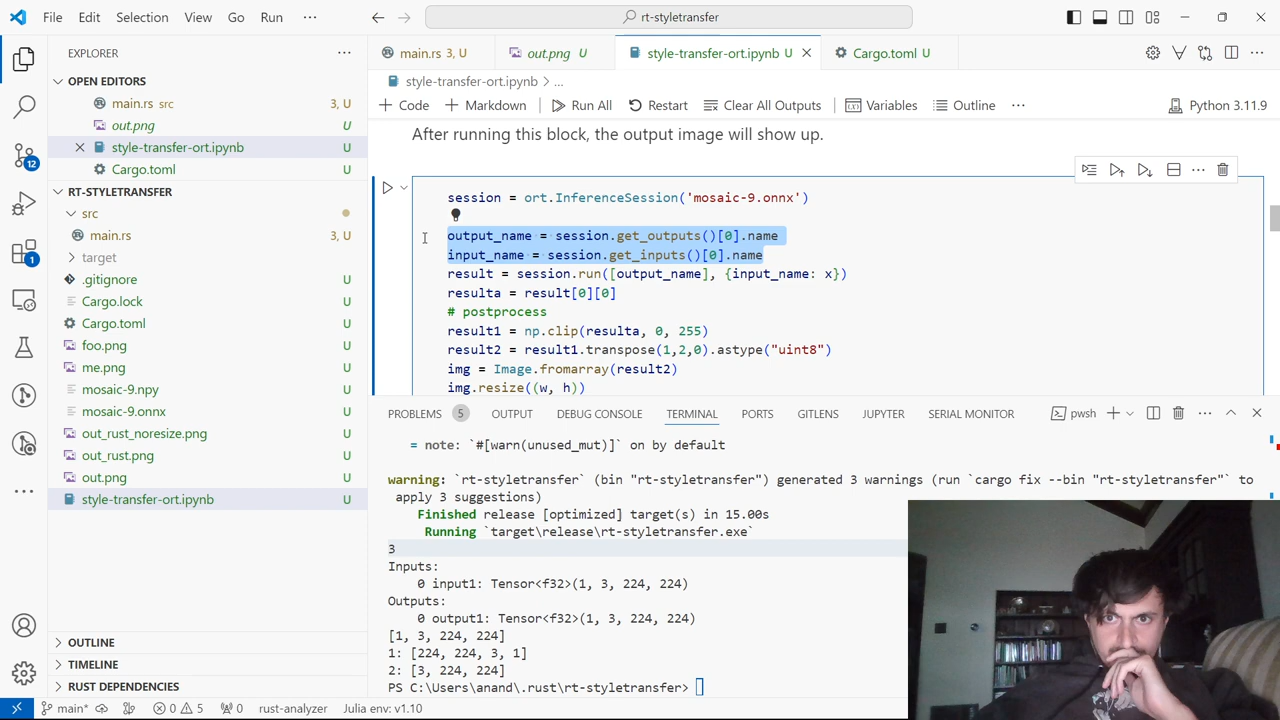 File Edit Selection View Go Run ··· rt-styletransfer
EXPLORER ···
OPEN EDITORS
main.rs src 3, U
out.png U
style-transfer-ort.ipynb U
Cargo.toml U
RT-STYLETRANSFER
src
main.rs 3, U
target
.gitignore U
Cargo.lock U
Cargo.toml U
foo.png U
me.png U
mosaic-9.npy U
mosaic-9.onnx U
out_rust_noresize.png U
out_rust.png U
out.png U
style-transfer-ort.ipynb U
OUTLINE
TIMELINE
RUST DEPENDENCIES
12
1
main.rs 3, U out.png U style-transfer-ort.ipynb U Cargo.toml U
style-transfer-ort.ipynb > ...
Code Markdown Run All Restart Clear All Outputs Variables Outline ··· Python 3.11.9
After running this block, the output image will show up.
session = ort.InferenceSession('mosaic-9.onnx')
output_name = session.get_outputs()[0].name
input_name = session.get_inputs()[0].name
result = session.run([output_name], {input_name: x})
resulta = result[0][0]
# postprocess
result1 = np.clip(resulta, 0, 255)
result2 = result1.transpose(1,2,0).astype("uint8")
img = Image.fromarray(result2)
img.resize((w, h))
PROBLEMS 5 OUTPUT DEBUG CONSOLE TERMINAL PORTS GITLENS JUPYTER SERIAL MONITOR pwsh
= note: `#[warn(unused_mut)]` on by default
warning: `rt-styletransfer` (bin "rt-styletransfer") generated 3 warnings (run `cargo fix --bin "rt-styletransfer"` to
apply 3 suggestions)
Finished release [optimized] target(s) in 15.00s
Running `target\release\rt-styletransfer.exe`
3
Inputs:
0 input1: Tensor<f32>(1, 3, 224, 224)
Outputs:
0 output1: Tensor<f32>(1, 3, 224, 224)
[1, 3, 224, 224]
1: [224, 224, 3, 1]
2: [3, 224, 224]
PS C:\Users\anand\.rust\rt-styletransfer>
main* 0 5 0 rust-analyzer Julia env: v1.10